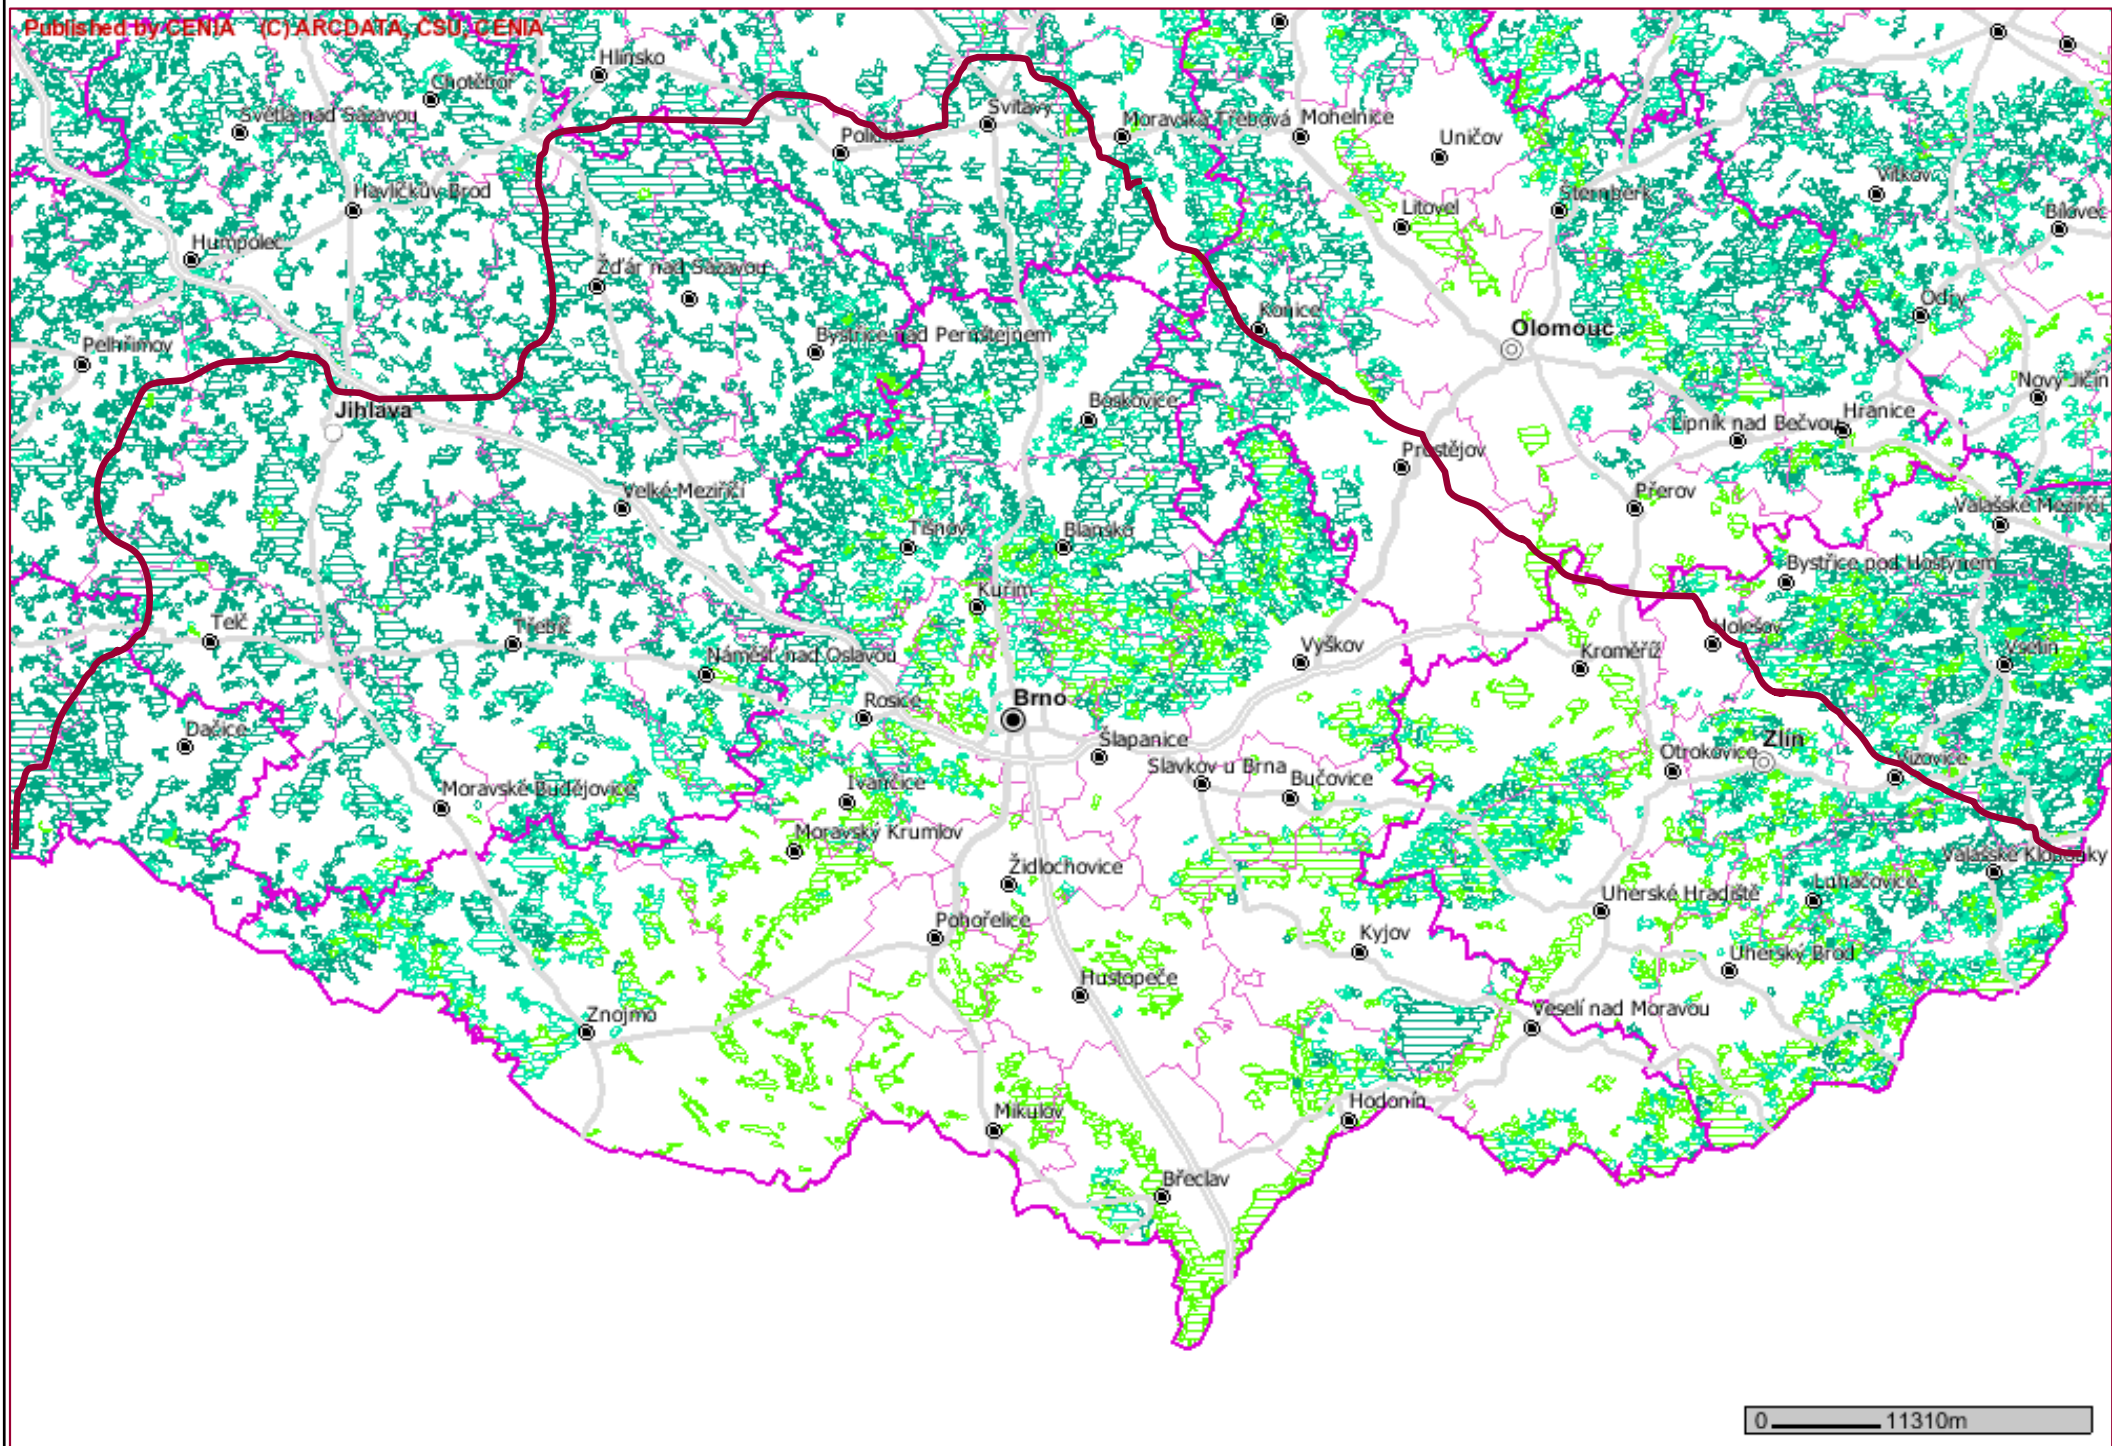 Published by CENIA (C) ARCDATA, ČSÚ, CENIA
Hlinsko
Chotěboř
Světlá nad Sázavou
Svitavy
Moravská Třebová
Mohelnice
Uničov
Polička
Havlíčkův Brod
Vítkov
Šternberk
Litovel
Bílovec
Humpolec
Žďár nad Sázavou
Odry
Konice
Olomouc
Bystřice nad Pernštejnem
Pelhřimov
Nový Jičín
Boskovice
Jihlava
Hranice
Lipník nad Bečvou
Prostějov
Velké Meziříčí
Přerov
Valašské Meziříčí
Tišnov
Blansko
Bystřice pod Hostýnem
Kuřim
Telč
Třebíč
Holešov
Vyškov
Kroměříž
Vsetín
Náměšť nad Oslavou
Rosice
Brno
Dačice
Šlapanice
Zlín
Otrokovice
Vizovice
Slavkov u Brna
Bučovice
Moravské Budějovice
Ivančice
Moravský Krumlov
Valašské Klobouky
Židlochovice
Luhačovice
Uherské Hradiště
Pohořelice
Kyjov
Uherský Brod
Hustopeče
Znojmo
Veselí nad Moravou
Mikulov
Hodonín
Břeclav
0 11310m